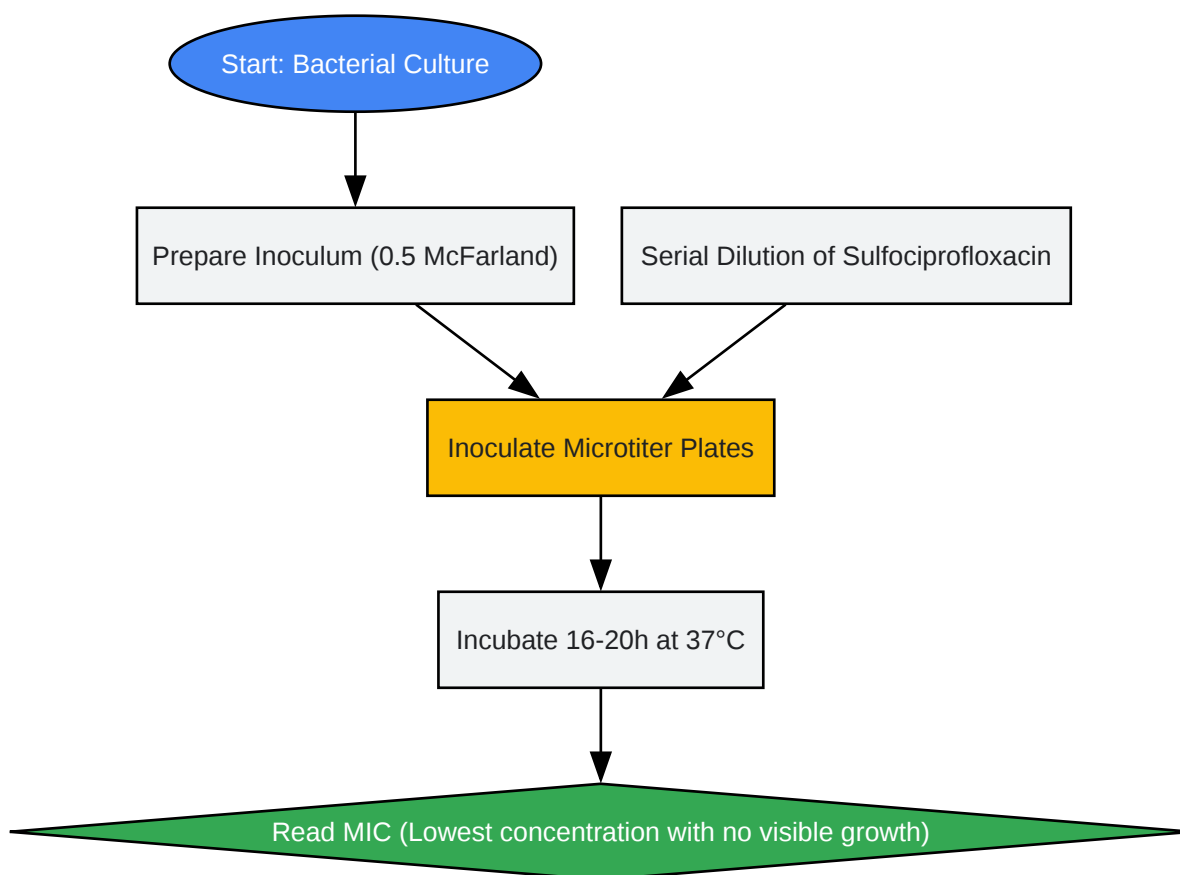 Start: Bacterial Culture
Prepare Inoculum (0.5 McFarland)
Serial Dilution of Sulfociprofloxacin
Inoculate Microtiter Plates
Incubate 16-20h at 37°C
Read MIC (Lowest concentration with no visible growth)